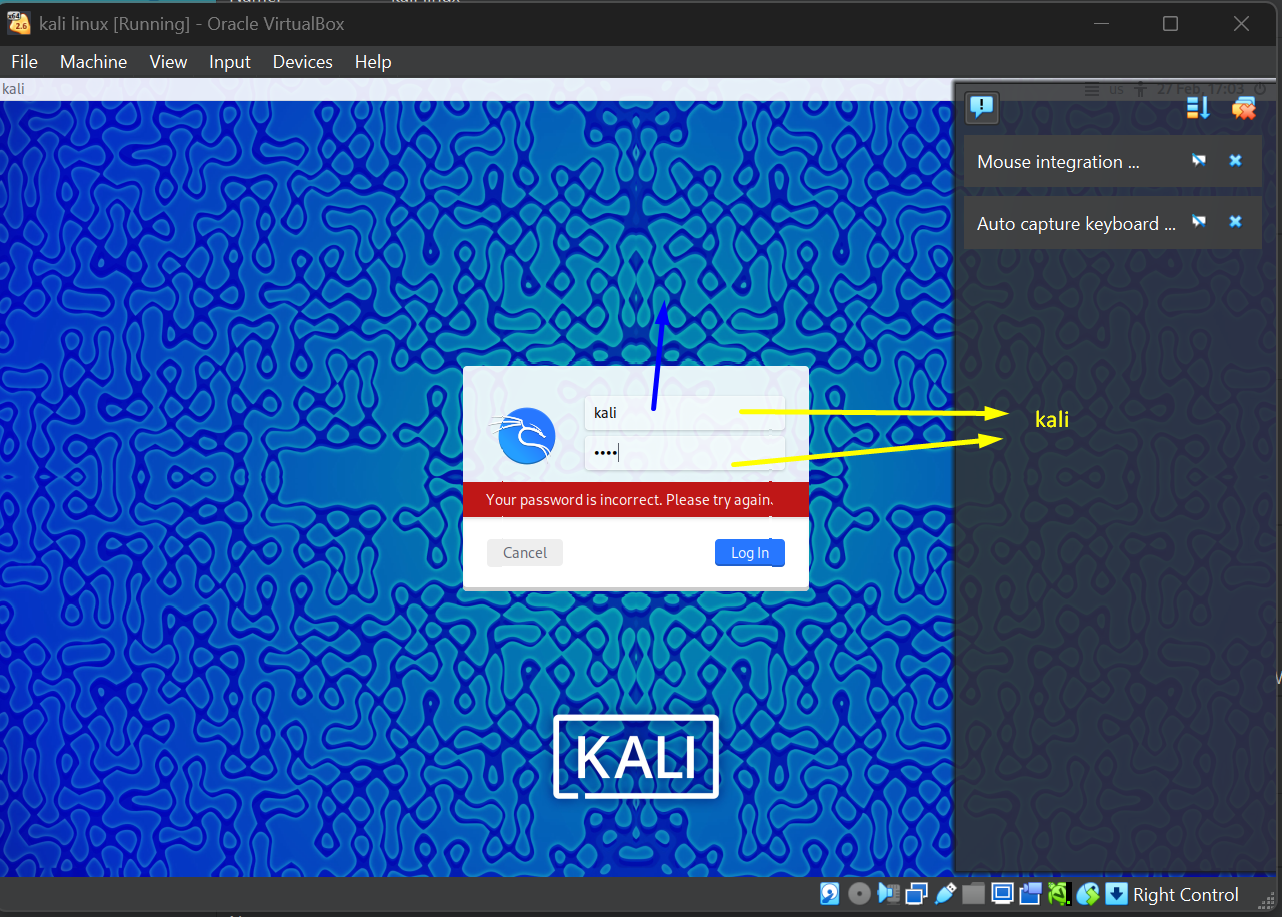 kali linux [Running] - Oracle VirtualBox
File Machine View Input Devices Help
kali
us 27 Feb, 17:03
Mouse integration ...
Auto capture keyboard ...
kali
kali
Your password is incorrect. Please try again.
Cancel Log In
KALI
Right Control